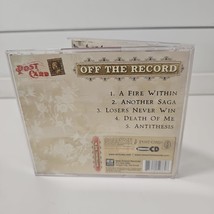 POST CARD
OFF THE RECORD
1. A FIRE WITHIN
2. ANOTHER SAGA
3. LOSERS NEVER WIN
4. DEATH OF ME
5. ANTITHESIS